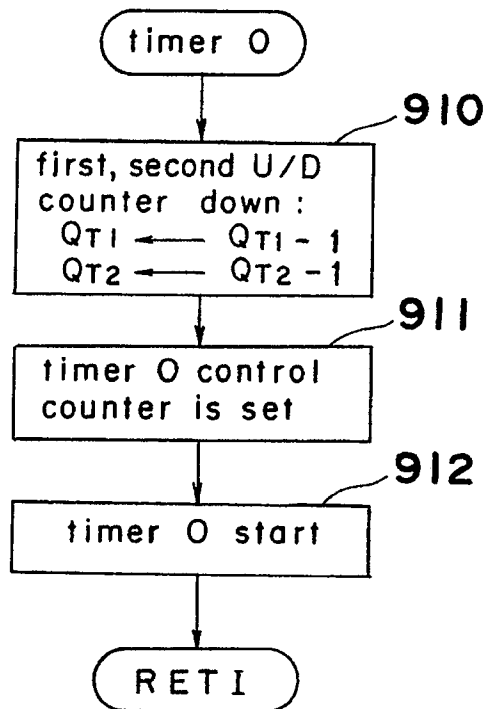 timer 0
910
first, second U/D
counter down :
QT1 ← QT1 - 1
QT2 ← QT2 - 1
911
timer 0 control
counter is set
912
timer 0 start
RETI